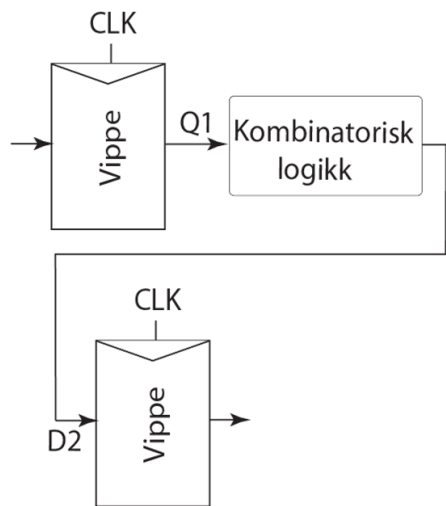 CLK
Vippe
Q1
Kombinatorisk
logikk
CLK
Vippe
D2